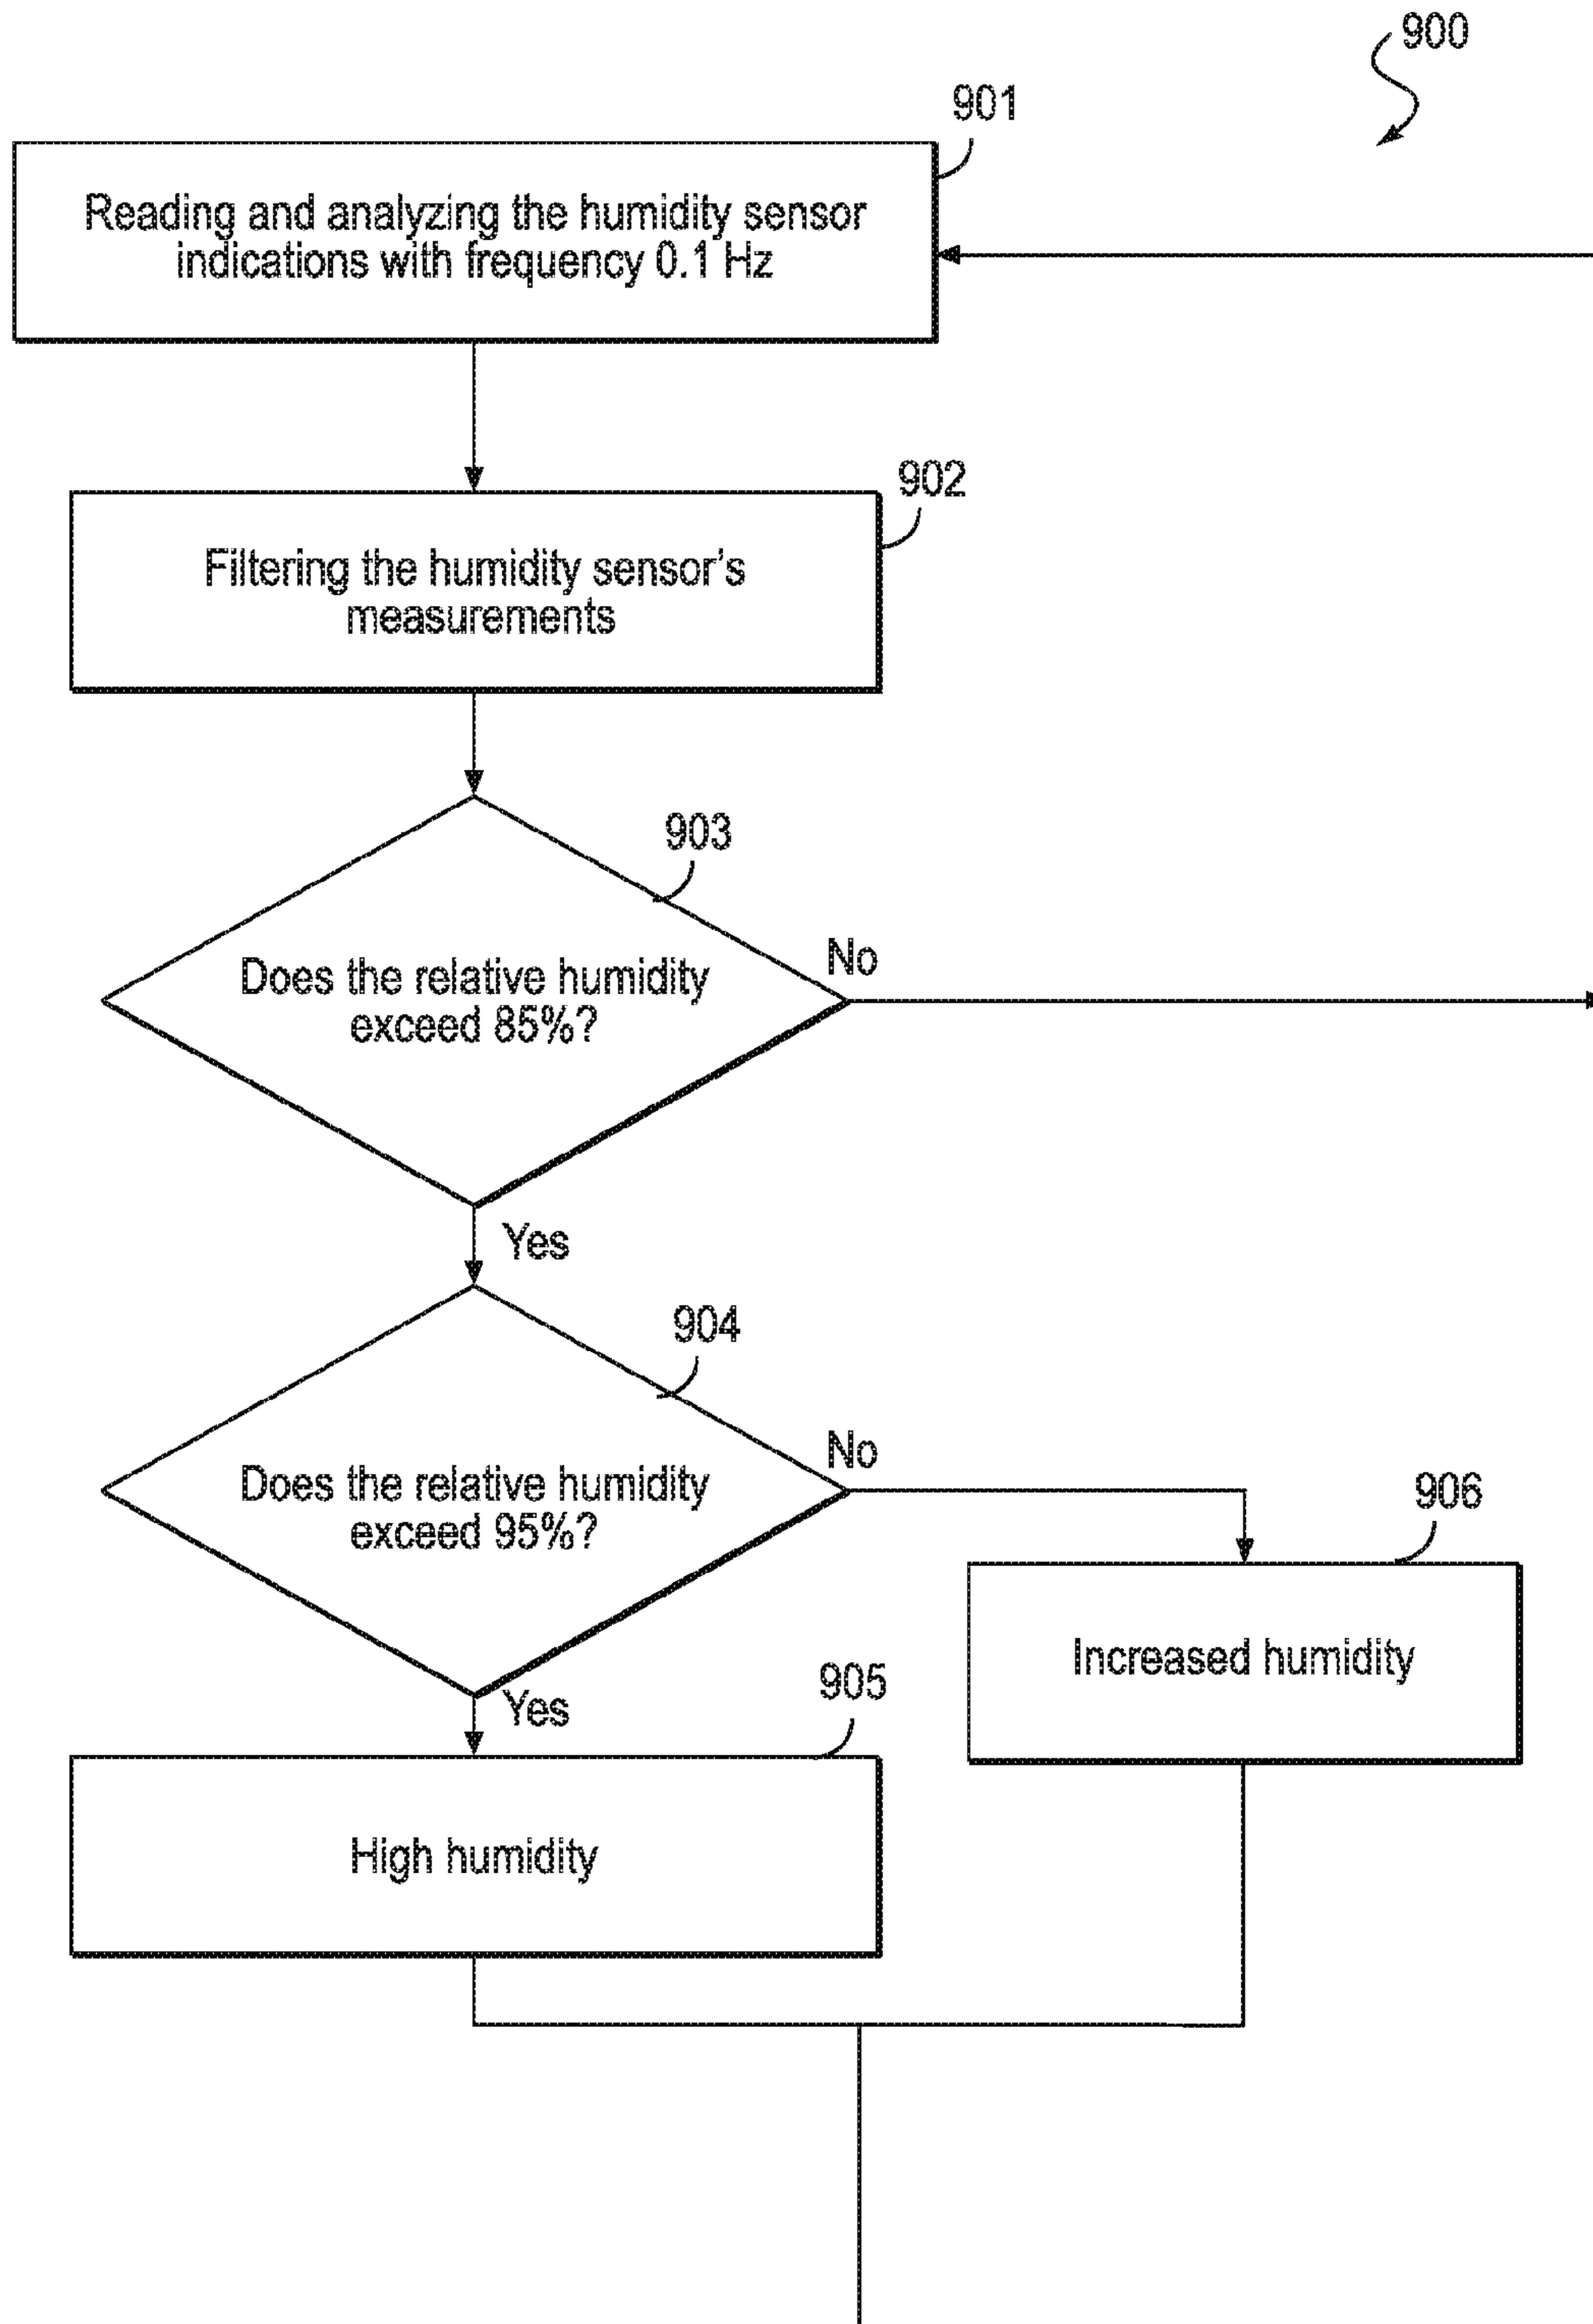 900
901
Reading and analyzing the humidity sensor
indications with frequency 0.1 Hz
902
Filtering the humidity sensor's
measurements
903
No
Does the relative humidity
exceed 85%?
Yes
904
No
Does the relative humidity
exceed 95%?
906
Increased humidity
Yes
905
High humidity